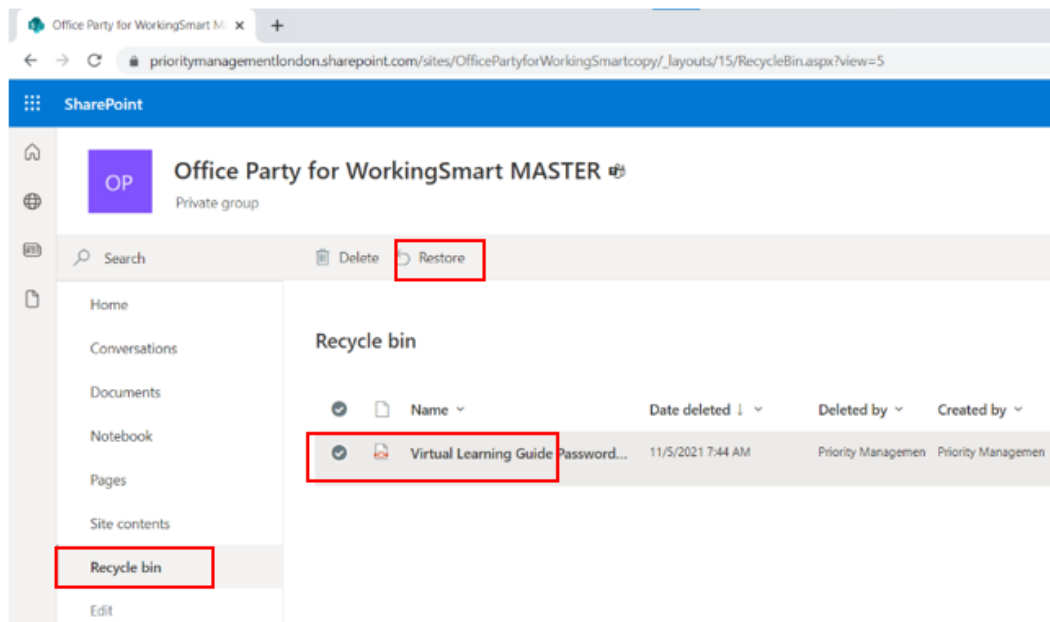 Office Party for WorkingSmart M
prioritymanagementlondon.sharepoint.com/sites/OfficePartyforWorkingSmartcopy/_layouts/15/RecycleBin.aspx?view=5
SharePoint
OP
Office Party for WorkingSmart MASTER
Private group
Search
Delete Restore
Home
Conversations
Documents
Notebook
Pages
Site contents
Recycle bin
Edit
Recycle bin
Name Date deleted ↓ Deleted by Created by
Virtual Learning Guide Password... 11/5/2021 7:44 AM Priority Managemen Priority Managemen